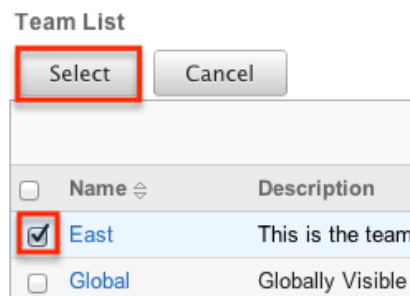 Team List
Select Cancel
Name Description
East This is the team
Global Globally Visible